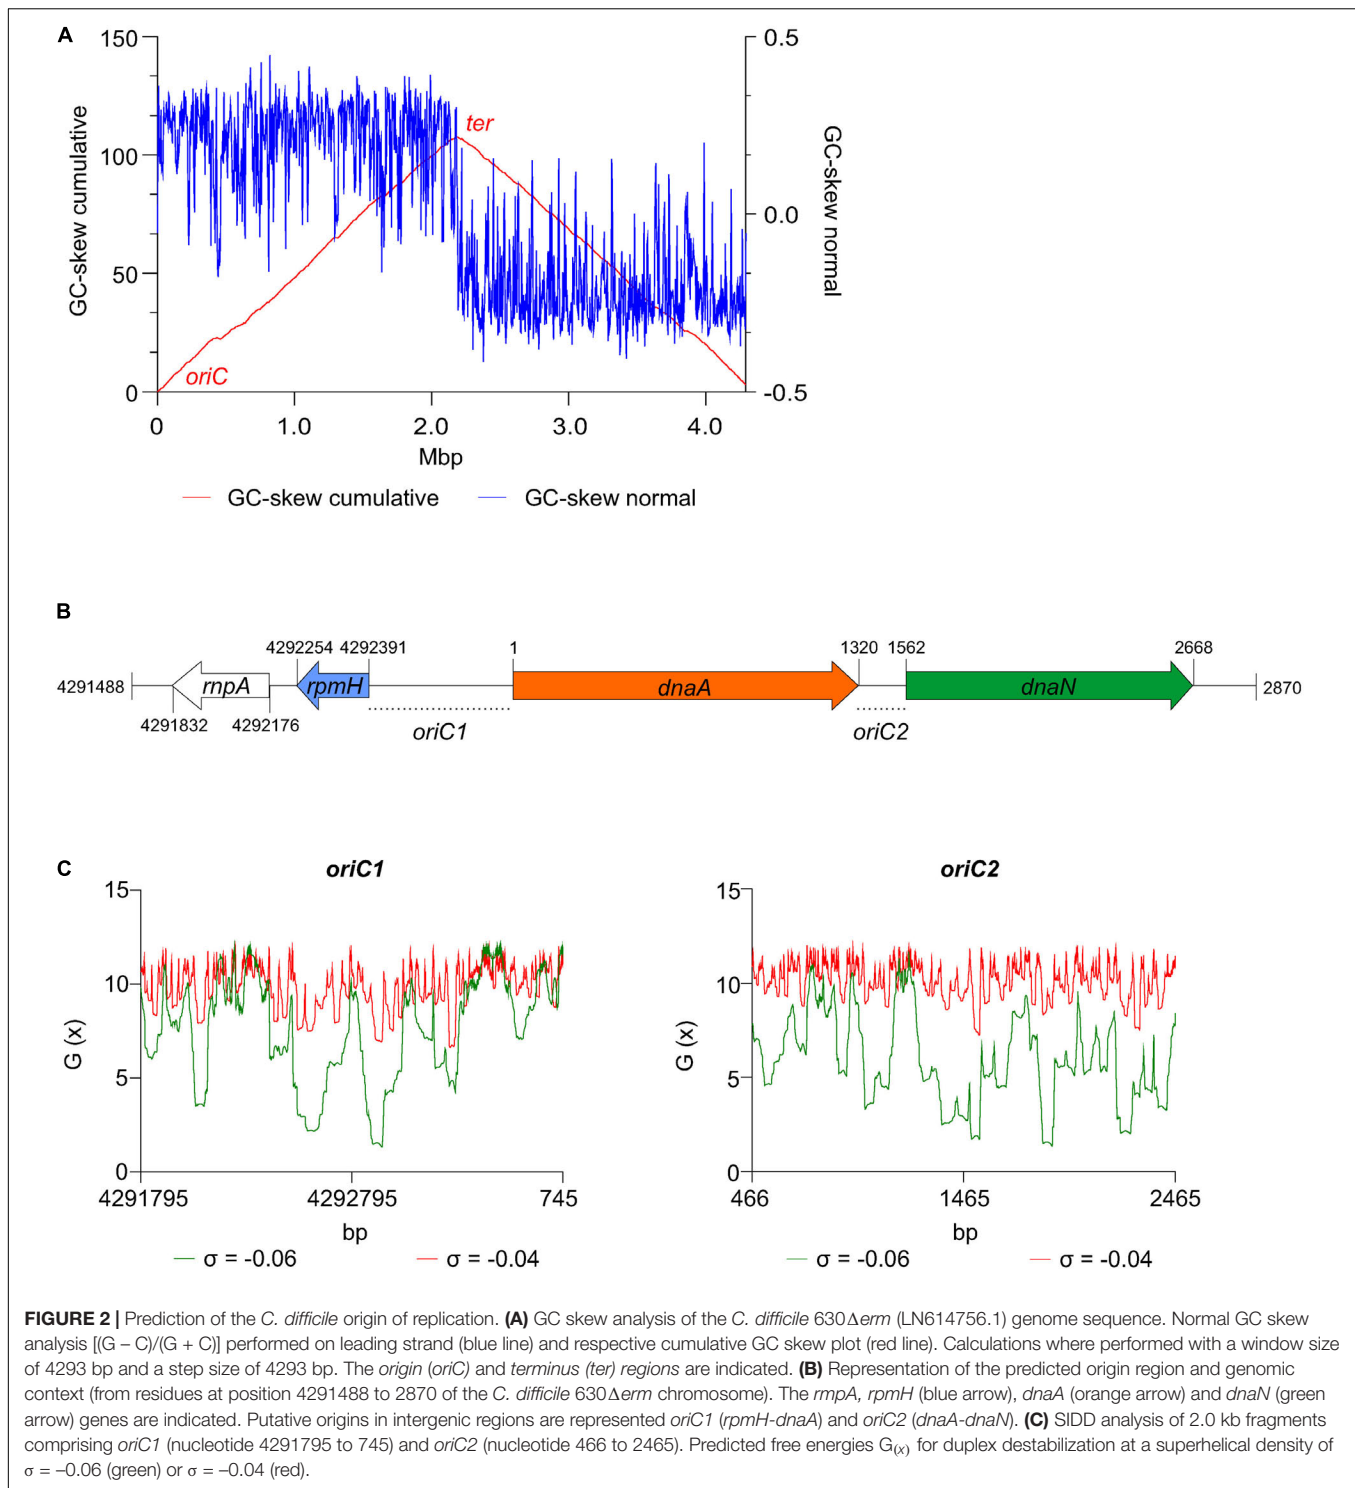 A
150
100
50
0
GC-skew cumulative
0.5
0.0
-0.5
GC-skew normal
ter
oriC
0
1.0
2.0
3.0
4.0
Mbp
GC-skew cumulative
GC-skew normal
B
4292254
4292391
1
1320
1562
2668
4291488
rnpA
rpmH
dnaA
dnaN
2870
4291832
4292176
oriC1
oriC2
C
oriC1
15
10
5
0
G (x)
4291795
4292795
745
bp
σ = -0.06
σ = -0.04
oriC2
15
10
5
0
G (x)
466
1465
2465
bp
σ = -0.06
σ = -0.04
FIGURE 2 | Prediction of the C. difficile origin of replication. (A) GC skew analysis of the C. difficile 630Δerm (LN614756.1) genome sequence. Normal GC skew
analysis [(G – C)/(G + C)] performed on leading strand (blue line) and respective cumulative GC skew plot (red line). Calculations where performed with a window size
of 4293 bp and a step size of 4293 bp. The origin (oriC) and terminus (ter) regions are indicated. (B) Representation of the predicted origin region and genomic
context (from residues at position 4291488 to 2870 of the C. difficile 630Δerm chromosome). The rmpA, rpmH (blue arrow), dnaA (orange arrow) and dnaN (green
arrow) genes are indicated. Putative origins in intergenic regions are represented oriC1 (rpmH-dnaA) and oriC2 (dnaA-dnaN). (C) SIDD analysis of 2.0 kb fragments
comprising oriC1 (nucleotide 4291795 to 745) and oriC2 (nucleotide 466 to 2465). Predicted free energies G(x) for duplex destabilization at a superhelical density of
σ = –0.06 (green) or σ = –0.04 (red).